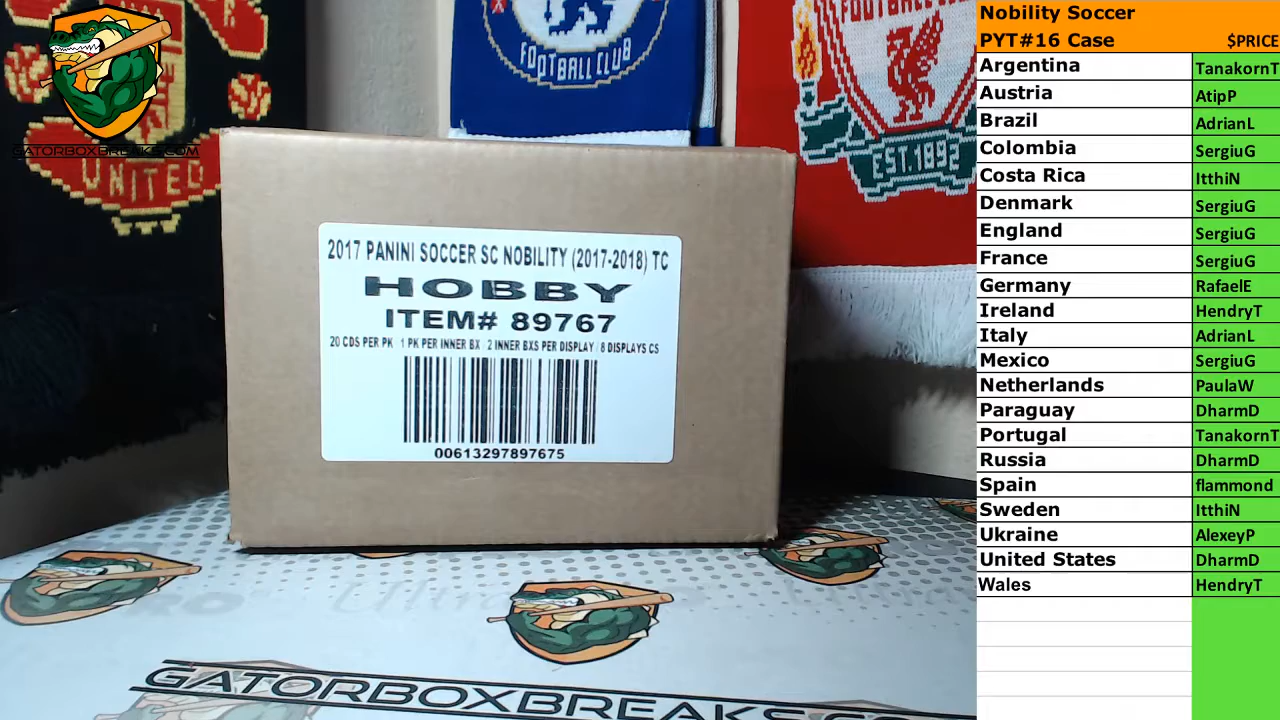 GATORBOXBREAKS.COM
UNITED
FOOTBALL CLUB
FOOTBALL CLUB
EST. 1892
2017 PANINI SOCCER SC NOBILITY (2017-2018) TC
HOBBY
ITEM# 89767
20 CDS PER PK 1 PK PER INNER BX 2 INNER BXS PER DISPLAY 8 DISPLAYS CS
00613297897675
GATORBOXBREAKS.COM
Nobility Soccer
PYT#16 Case $PRICE
Argentina TanakornT
Austria AtipP
Brazil AdrianL
Colombia SergiuG
Costa Rica ItthiN
Denmark SergiuG
England SergiuG
France SergiuG
Germany RafaelE
Ireland HendryT
Italy AdrianL
Mexico SergiuG
Netherlands PaulaW
Paraguay DharmD
Portugal TanakornT
Russia DharmD
Spain flammond
Sweden ItthiN
Ukraine AlexeyP
United States DharmD
Wales HendryT